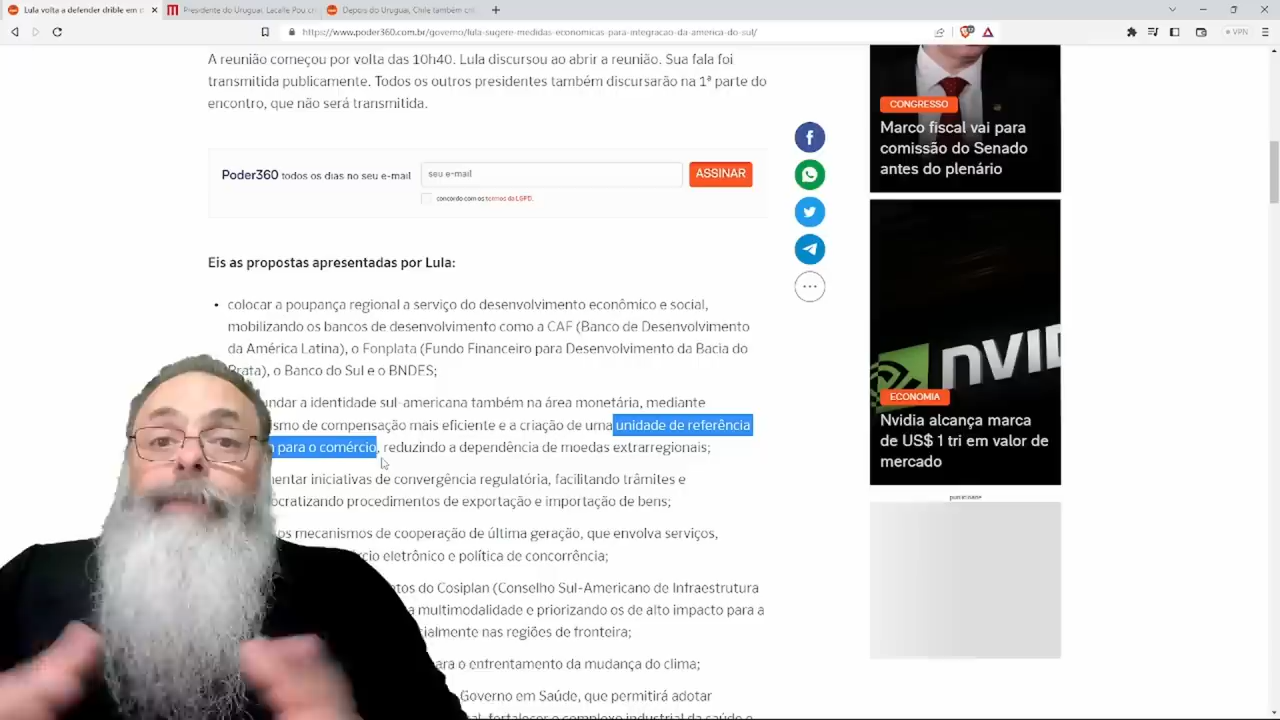 Lula volta a defender drible em d
Presidente do Uruguai, Lacalle Pou cri
Depois do Uruguai, Chile também crit
https://www.poder360.com.br/governo/lula-sugere-medidas-economicas-para-integracao-da-america-do-sul/
VPN
A reunião começou por volta das 10h40. Lula discursou ao abrir a reunião. Sua fala foi
transmitida publicamente. Todos os outros presidentes também discursarão na 1ª parte do
encontro, que não será transmitida.
Poder360 todos os dias no seu e-mail
seu e-mail
ASSINAR
concordo com os termos da LGPD.
Eis as propostas apresentadas por Lula:
• colocar a poupança regional a serviço do desenvolvimento econômico e social,
mobilizando os bancos de desenvolvimento como a CAF (Banco de Desenvolvimento
da América Latina), o Fonplata (Fundo Financeiro para Desenvolvimento da Bacia do
Prata), o Banco do Sul e o BNDES;
undar a identidade sul-americana também na área monetária, mediante
ismo de compensação mais eficiente e a criação de uma unidade de referência
para o comércio, reduzindo a dependência de moedas extrarregionais;
entar iniciativas de convergência regulatória, facilitando trâmites e
ocratizando procedimentos de exportação e importação de bens;
os mecanismos de cooperação de última geração, que envolva serviços,
rcio eletrônico e política de concorrência;
tos do Cosiplan (Conselho Sul-Americano de Infraestrutura
a multimodalidade e priorizando os de alto impacto para a
cialmente nas regiões de fronteira;
ara o enfrentamento da mudança do clima;
Governo em Saúde, que permitirá adotar
al, fortalecer o complexo industrial da saúde e
CONGRESSO
Marco fiscal vai para
comissão do Senado
antes do plenário
NVID
ECONOMIA
Nvidia alcança marca
de US$ 1 tri em valor de
mercado
publicidade